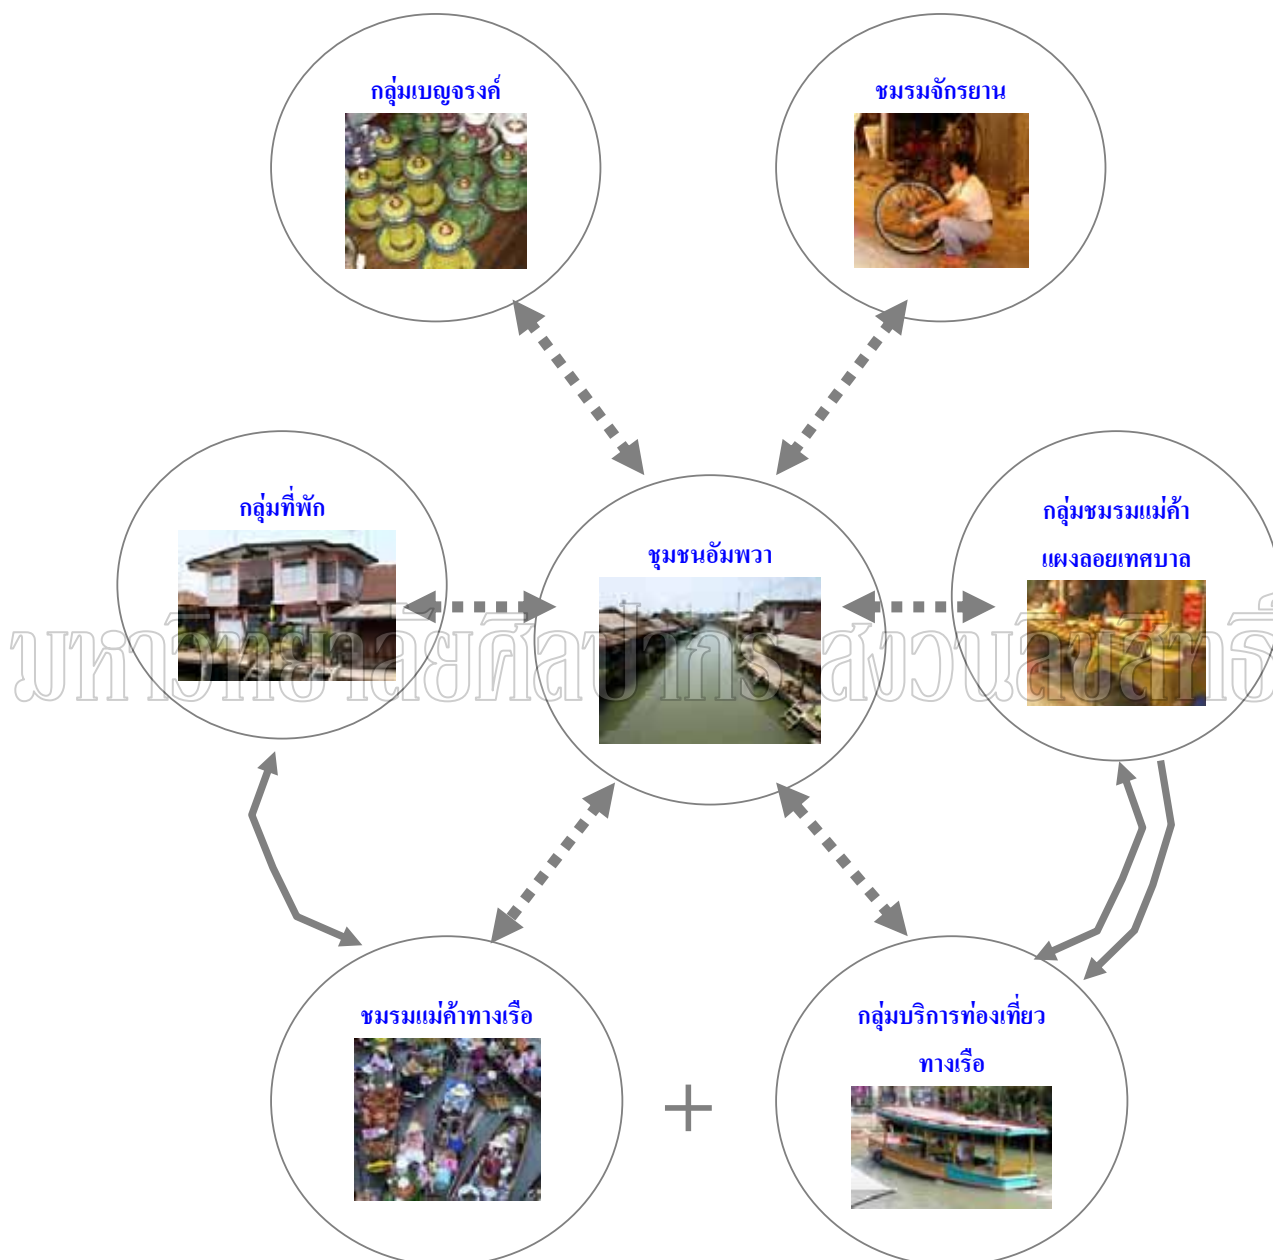 กลุ่มเบญจรงค์
ชมรมจักรยาน
กลุ่มที่พัก
ชุมชนอัมพวา
กลุ่มชมรมแม่ค้า
แผงลอยเทศบาล
มหาวิทยาลัยศิลปากร สงวนลิขสิทธิ์
ชมรมแม่ค้าทางเรือ
+
กลุ่มบริการท่องเที่ยว
ทางเรือ